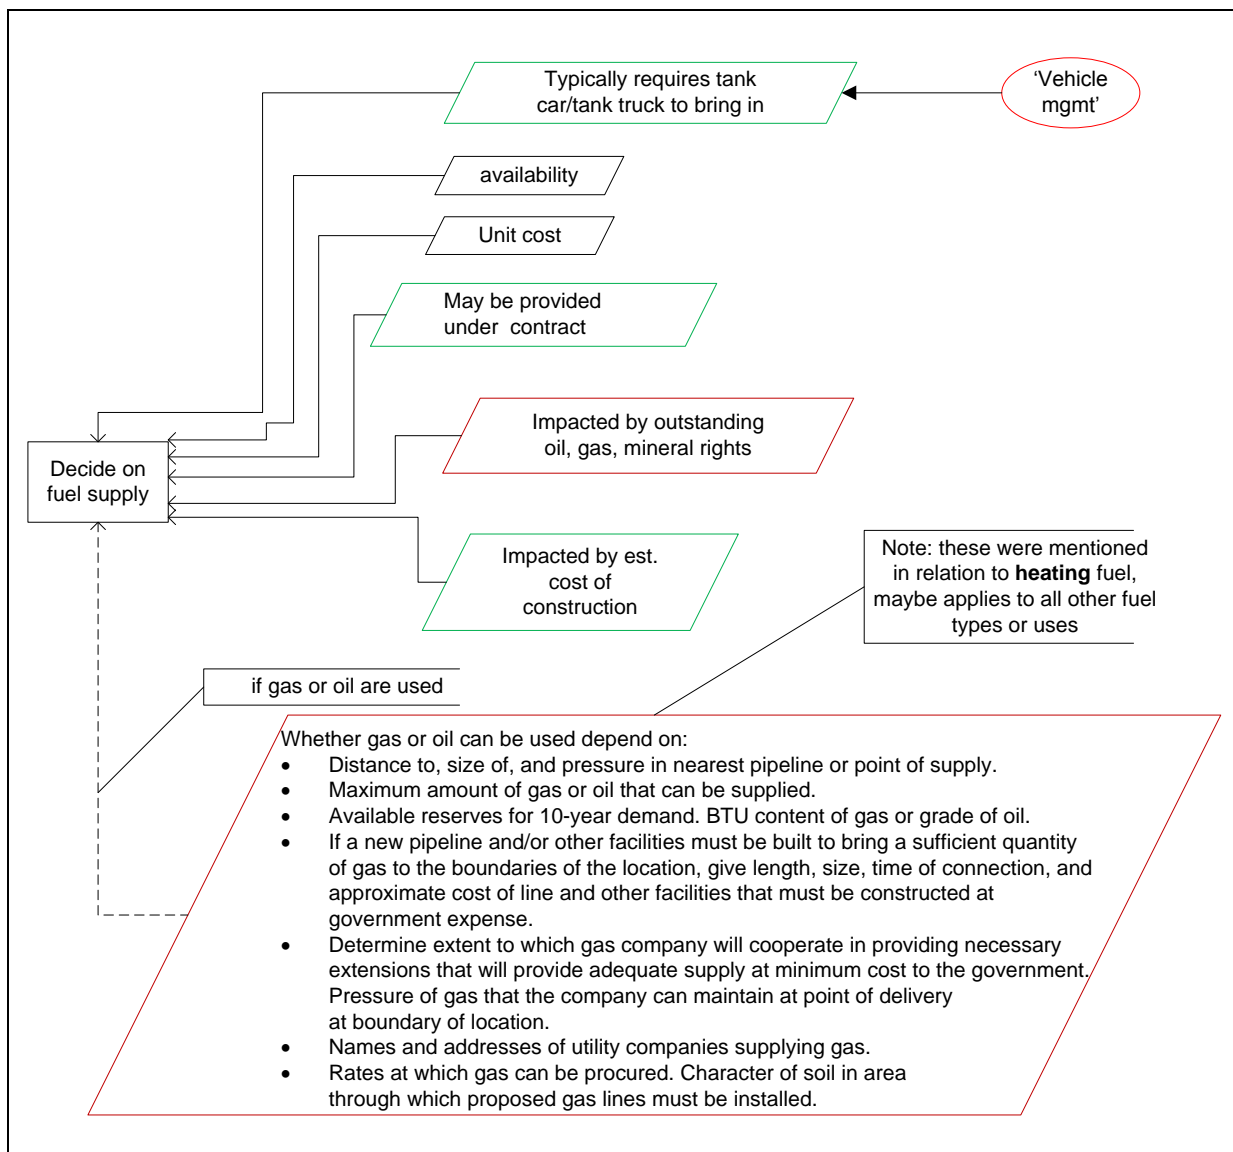 Typically requires tank
car/tank truck to bring in
‘Vehicle
mgmt’
availability
Unit cost
May be provided
under contract
Impacted by outstanding
oil, gas, mineral rights
Decide on
fuel supply
Impacted by est.
cost of
construction
Note: these were mentioned
in relation to heating fuel,
maybe applies to all other fuel
types or uses
if gas or oil are used
Whether gas or oil can be used depend on:
• Distance to, size of, and pressure in nearest pipeline or point of supply.
• Maximum amount of gas or oil that can be supplied.
• Available reserves for 10-year demand. BTU content of gas or grade of oil.
• If a new pipeline and/or other facilities must be built to bring a sufficient quantity
of gas to the boundaries of the location, give length, size, time of connection, and
approximate cost of line and other facilities that must be constructed at
government expense.
• Determine extent to which gas company will cooperate in providing necessary
extensions that will provide adequate supply at minimum cost to the government.
Pressure of gas that the company can maintain at point of delivery
at boundary of location.
• Names and addresses of utility companies supplying gas.
• Rates at which gas can be procured. Character of soil in area
through which proposed gas lines must be installed.